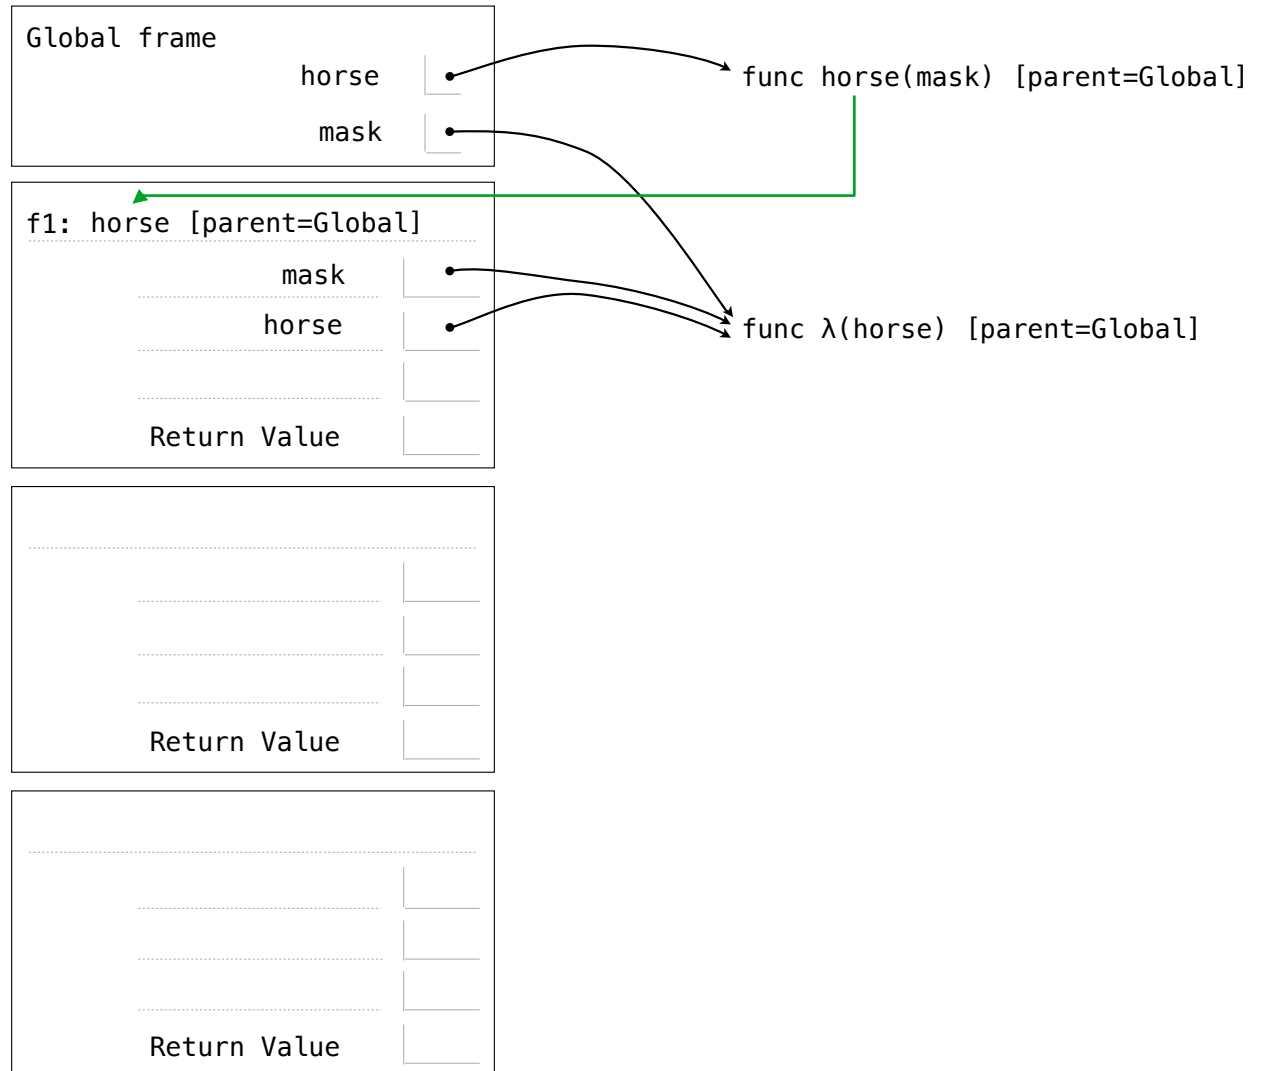 Global frame
horse
func horse(mask) [parent=Global]
mask
f1: horse [parent=Global]
mask
horse
func λ(horse) [parent=Global]
Return Value
Return Value
Return Value